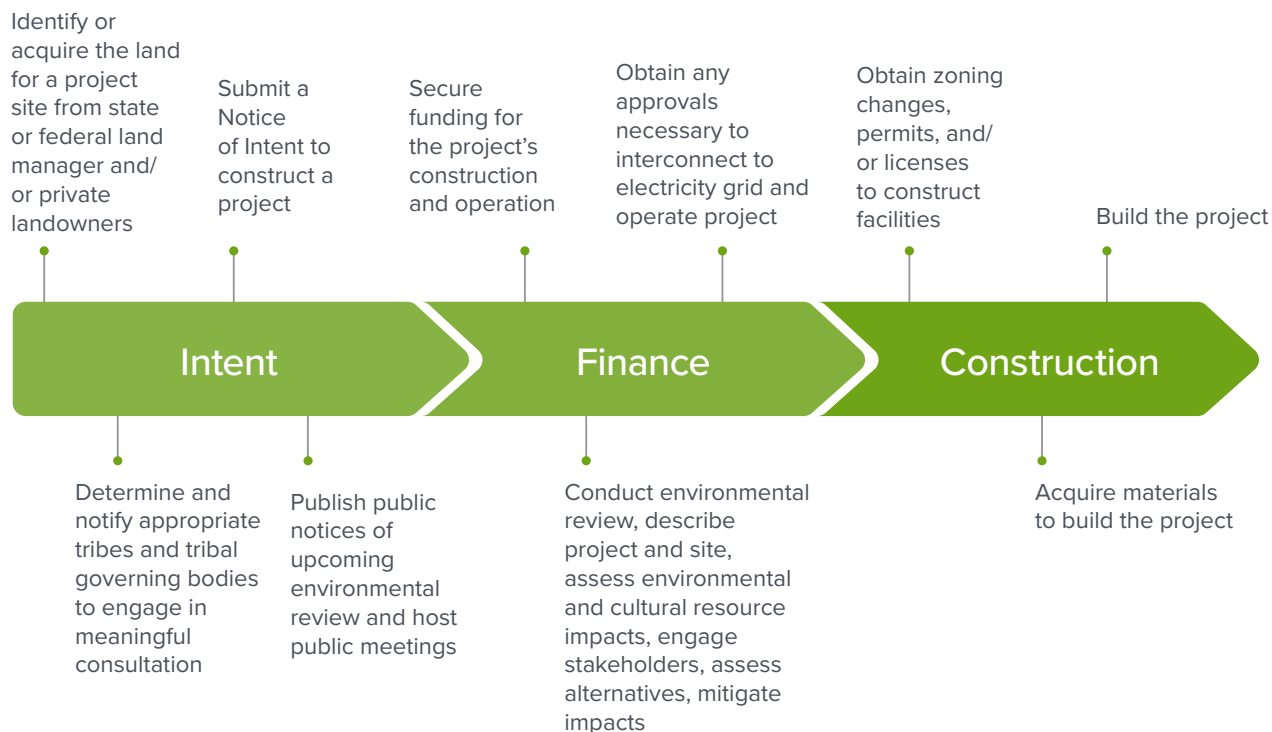 Identify or
acquire the land
for a project
site from state
or federal land
manager and/
or private
landowners
Submit a
Notice
of Intent to
construct a
project
Secure
funding for
the project’s
construction
and operation
Obtain any
approvals
necessary to
interconnect to
electricity grid and
operate project
Obtain zoning
changes,
permits, and/
or licenses
to construct
facilities
Build the project
Intent
Finance
Construction
Determine and
notify appropriate
tribes and tribal
governing bodies
to engage in
meaningful
consultation
Publish public
notices of
upcoming
environmental
review and host
public meetings
Conduct environmental
review, describe
project and site,
assess environmental
and cultural resource
impacts, engage
stakeholders, assess
alternatives, mitigate
impacts
Acquire materials
to build the project